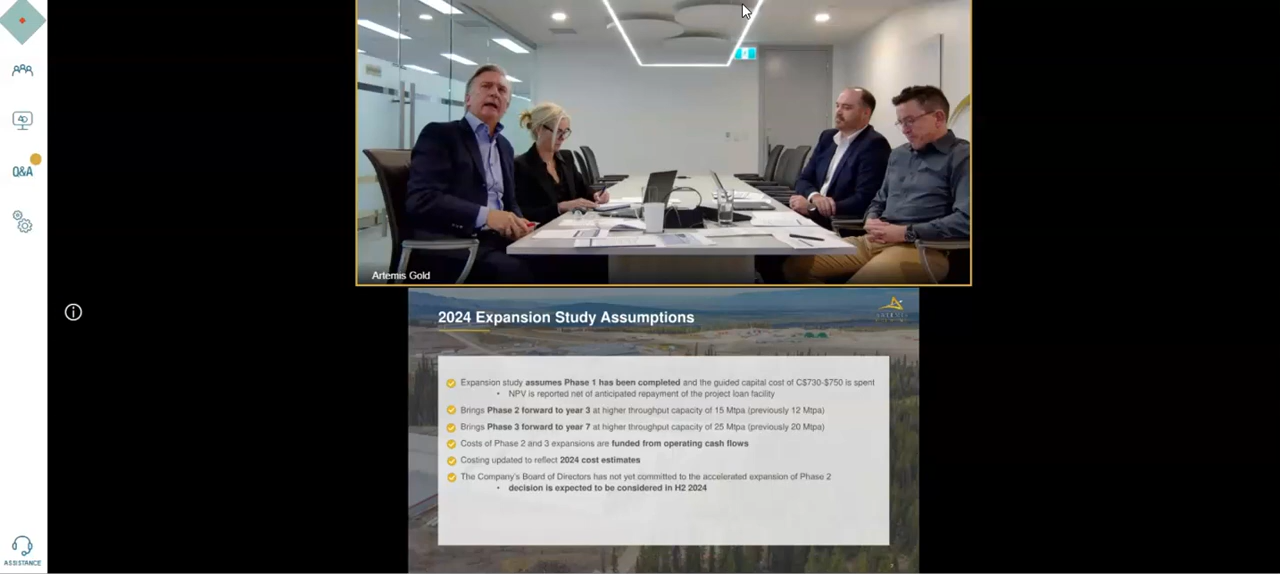 Artemis Gold
2024 Expansion Study Assumptions
Expansion study assumes Phase 1 has been completed and the guided capital cost of C$730-$750 is spent
• NPV is reported net of anticipated repayment of the project loan facility
Brings Phase 2 forward to year 3 at higher throughput capacity of 15 Mtpa (previously 12 Mtpa)
Brings Phase 3 forward to year 7 at higher throughput capacity of 25 Mtpa (previously 20 Mtpa)
Costs of Phase 2 and 3 expansions are funded from operating cash flows
Costing updated to reflect 2024 cost estimates
The Company's Board of Directors has not yet committed to the accelerated expansion of Phase 2
• decision is expected to be considered in H2 2024
Q&A
ASSISTANCE